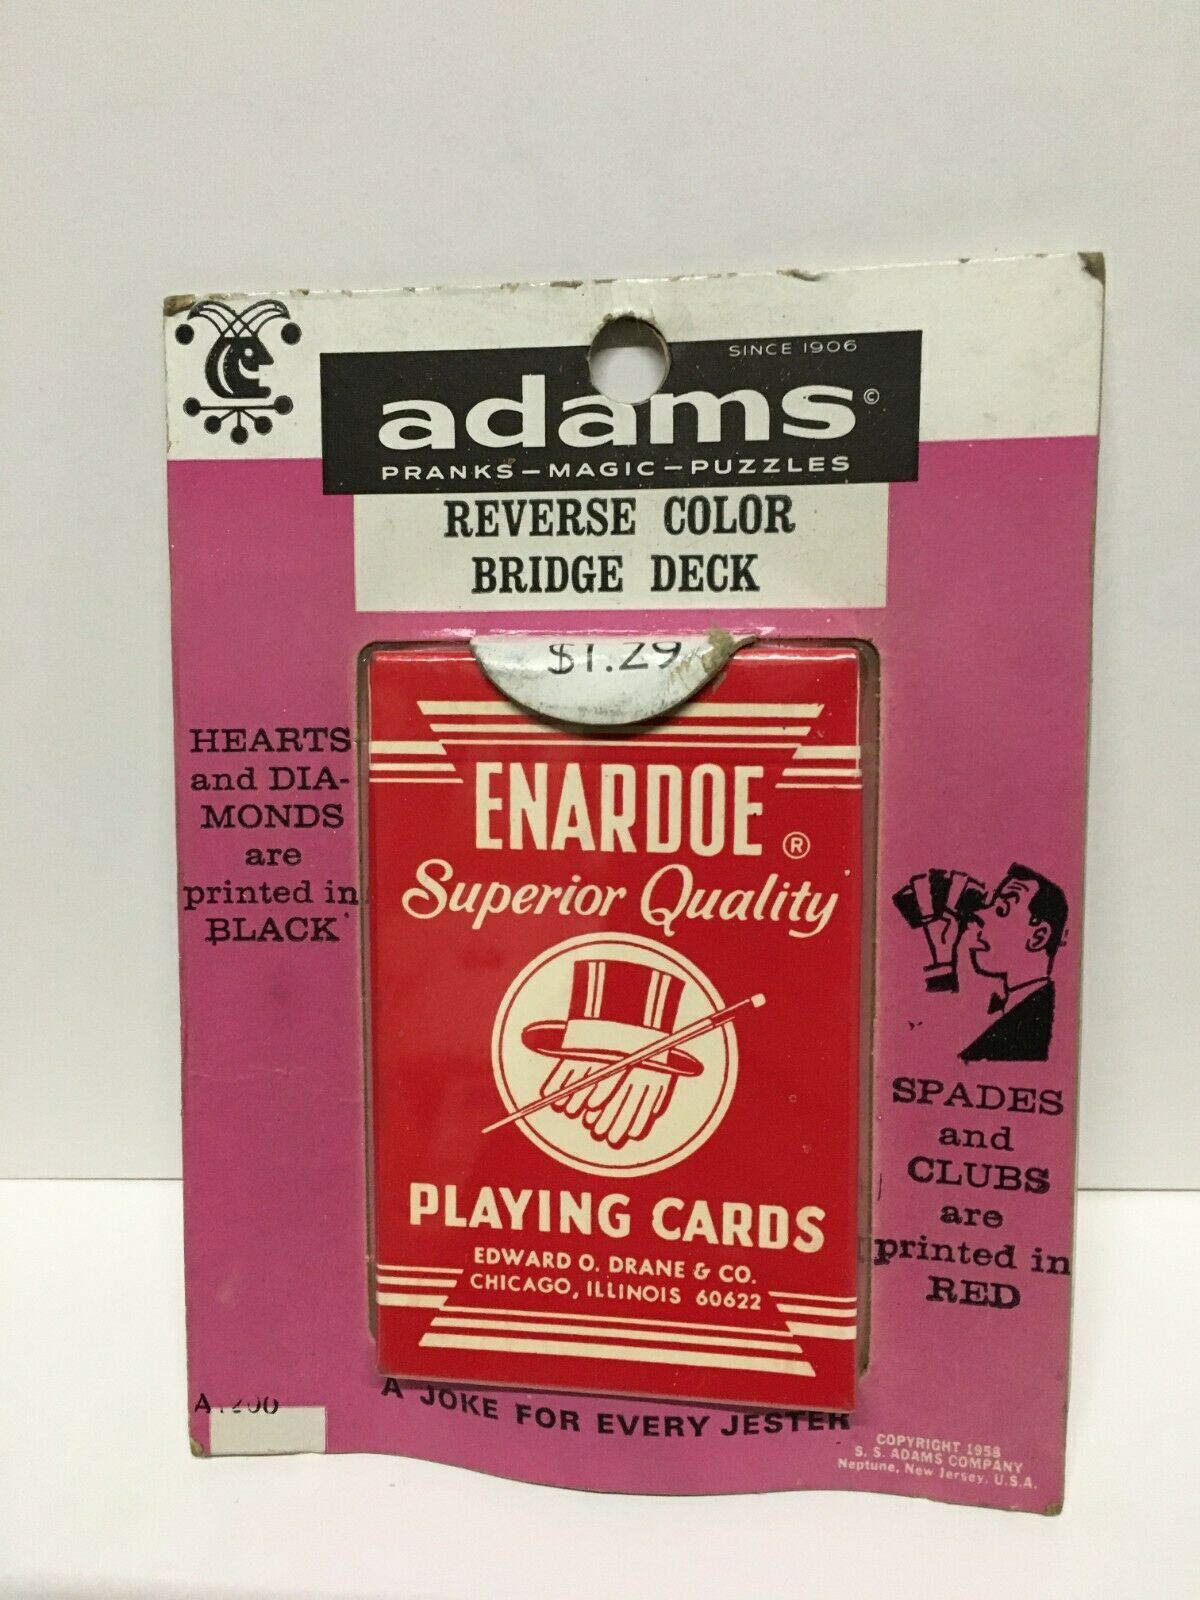 SINCE 1906
adams©
PRANKS–MAGIC–PUZZLES
REVERSE COLOR
BRIDGE DECK
$1.29
HEARTS
and DIA-
MONDS
are
printed in
BLACK
ENARDOE®
Superior Quality
PLAYING CARDS
EDWARD O. DRANE & CO.
CHICAGO, ILLINOIS 60622
SPADES
and
CLUBS
are
printed in
RED
A JOKE FOR EVERY JESTER
COPYRIGHT 1958
S. S. ADAMS COMPANY
Neptune, New Jersey, U.S.A.